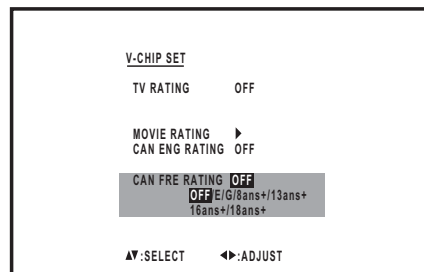 V-CHIP SET
TV RATING OFF
MOVIE RATING ▶
CAN ENG RATING OFF
CAN FRE RATING OFF
OFF/E/G/8ans+/13ans+
16ans+/18ans+
▲▼:SELECT ◀▶:ADJUST